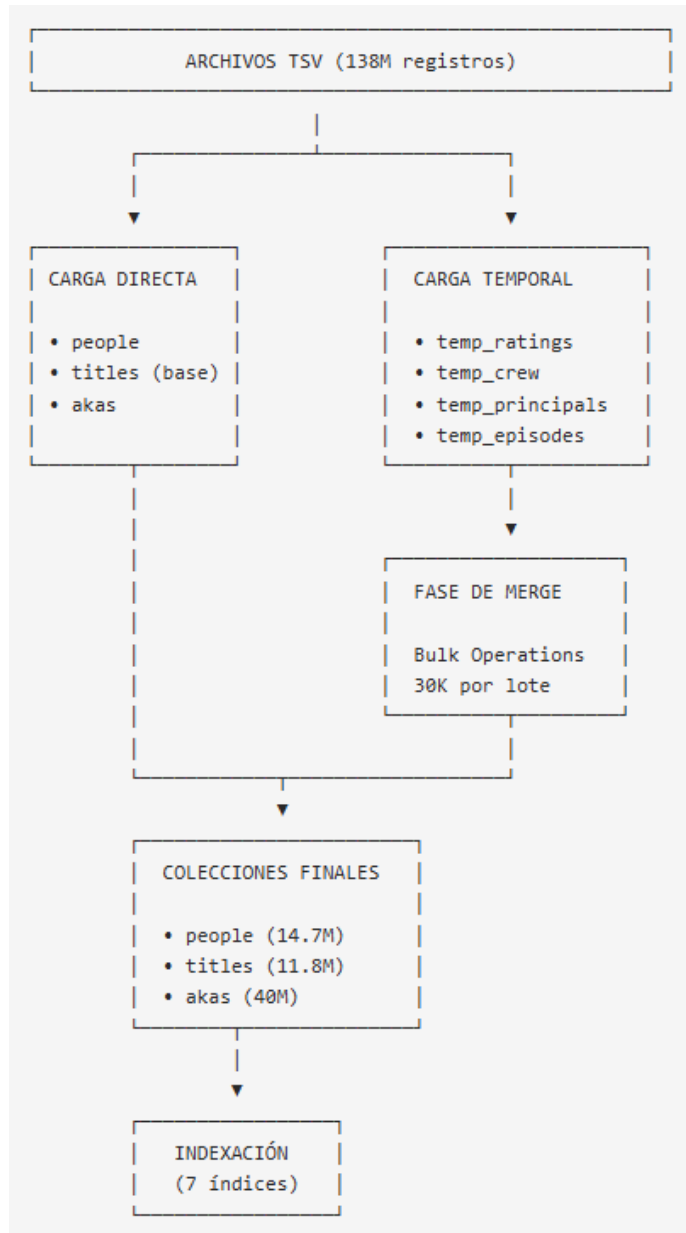 ARCHIVOS TSV (138M registros)
CARGA DIRECTA
• people
• titles (base)
• akas
CARGA TEMPORAL
• temp_ratings
• temp_crew
• temp_principals
• temp_episodes
FASE DE MERGE
Bulk Operations
30K por lote
COLECCIONES FINALES
• people (14.7M)
• titles (11.8M)
• akas (40M)
INDEXACIÓN
(7 índices)